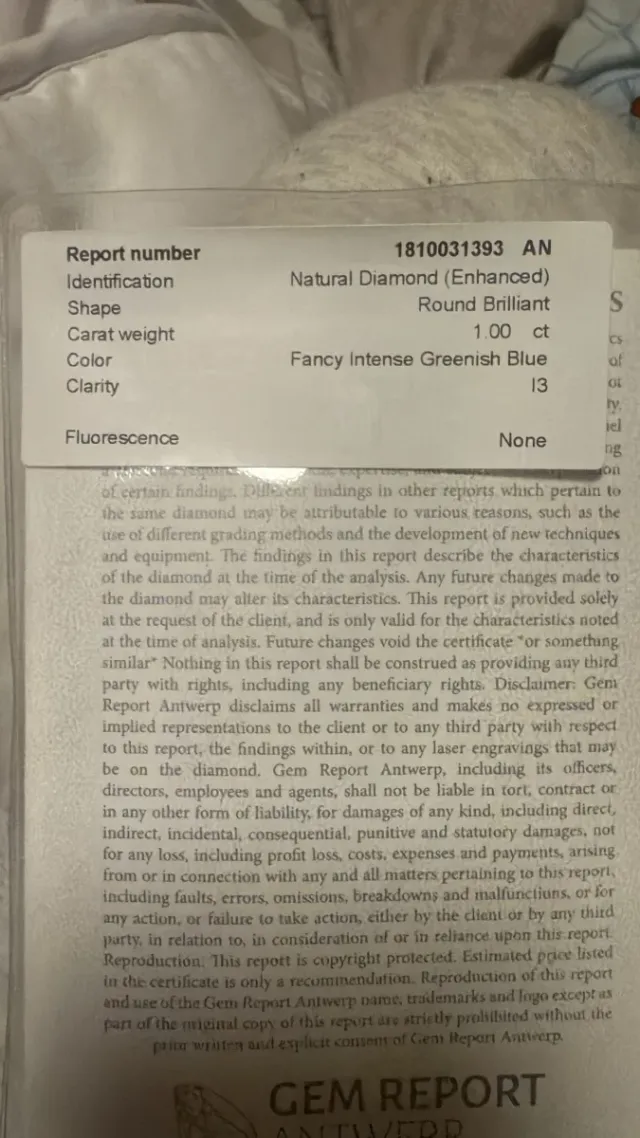 Report number 1810031393 AN
Identification Natural Diamond (Enhanced)
Shape Round Brilliant
Carat weight 1.00 ct
Color Fancy Intense Greenish Blue
Clarity I3
Fluorescence None
S
cs
of
ot
ty.
iel
ng
on
of certain findings. Different findings in other reports which pertain to
the same diamond may be attributable to various reasons, such as the
use of different grading methods and the development of new techniques
and equipment. The findings in this report describe the characteristics
of the diamond at the time of the analysis. Any future changes made to
the diamond may alter its characteristics. This report is provided solely
at the request of the client, and is only valid for the characteristics noted
at the time of analysis. Future changes void the certificate *or something
similar* Nothing in this report shall be construed as providing any third
party with rights, including any beneficiary rights. Disclaimer: Gem
Report Antwerp disclaims all warranties and makes no expressed or
implied representations to the client or to any third party with respect
to this report, the findings within, or to any laser engravings that may
be on the diamond. Gem Report Antwerp, including its officers,
directors, employees and agents, shall not be liable in tort, contract or
in any other form of liability, for damages of any kind, including direct,
indirect, incidental, consequential, punitive and statutory damages, not
for any loss, including profit loss, costs, expenses and payments, arising
from or in connection with any and all matters pertaining to this report,
including faults, errors, omissions, breakdowns and malfunctiuns, or for
any action, or failure to take action, either by the client or by any third
party, in relation to, in consideration of or in reliance upon this report.
Reproduction: This report is copyright protected. Estimated price listed
in the certificate is only a recommendation. Reproduction of this report
and use of the Gem Report Antwerp name, trademarks and logo except as
part of the original copy of this report are strictly prohibited without the
prior written and explicit consent of Gem Report Antwerp.
GEM REPORT
ANTWERP